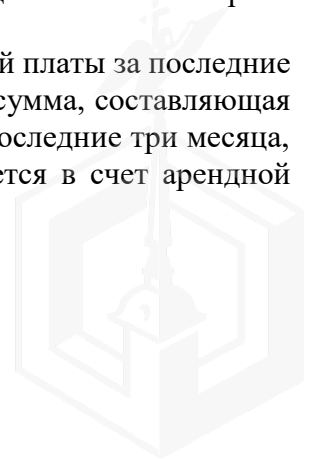 й платы за последние
сумма, составляющая
последние три месяца,
ется в счет арендной